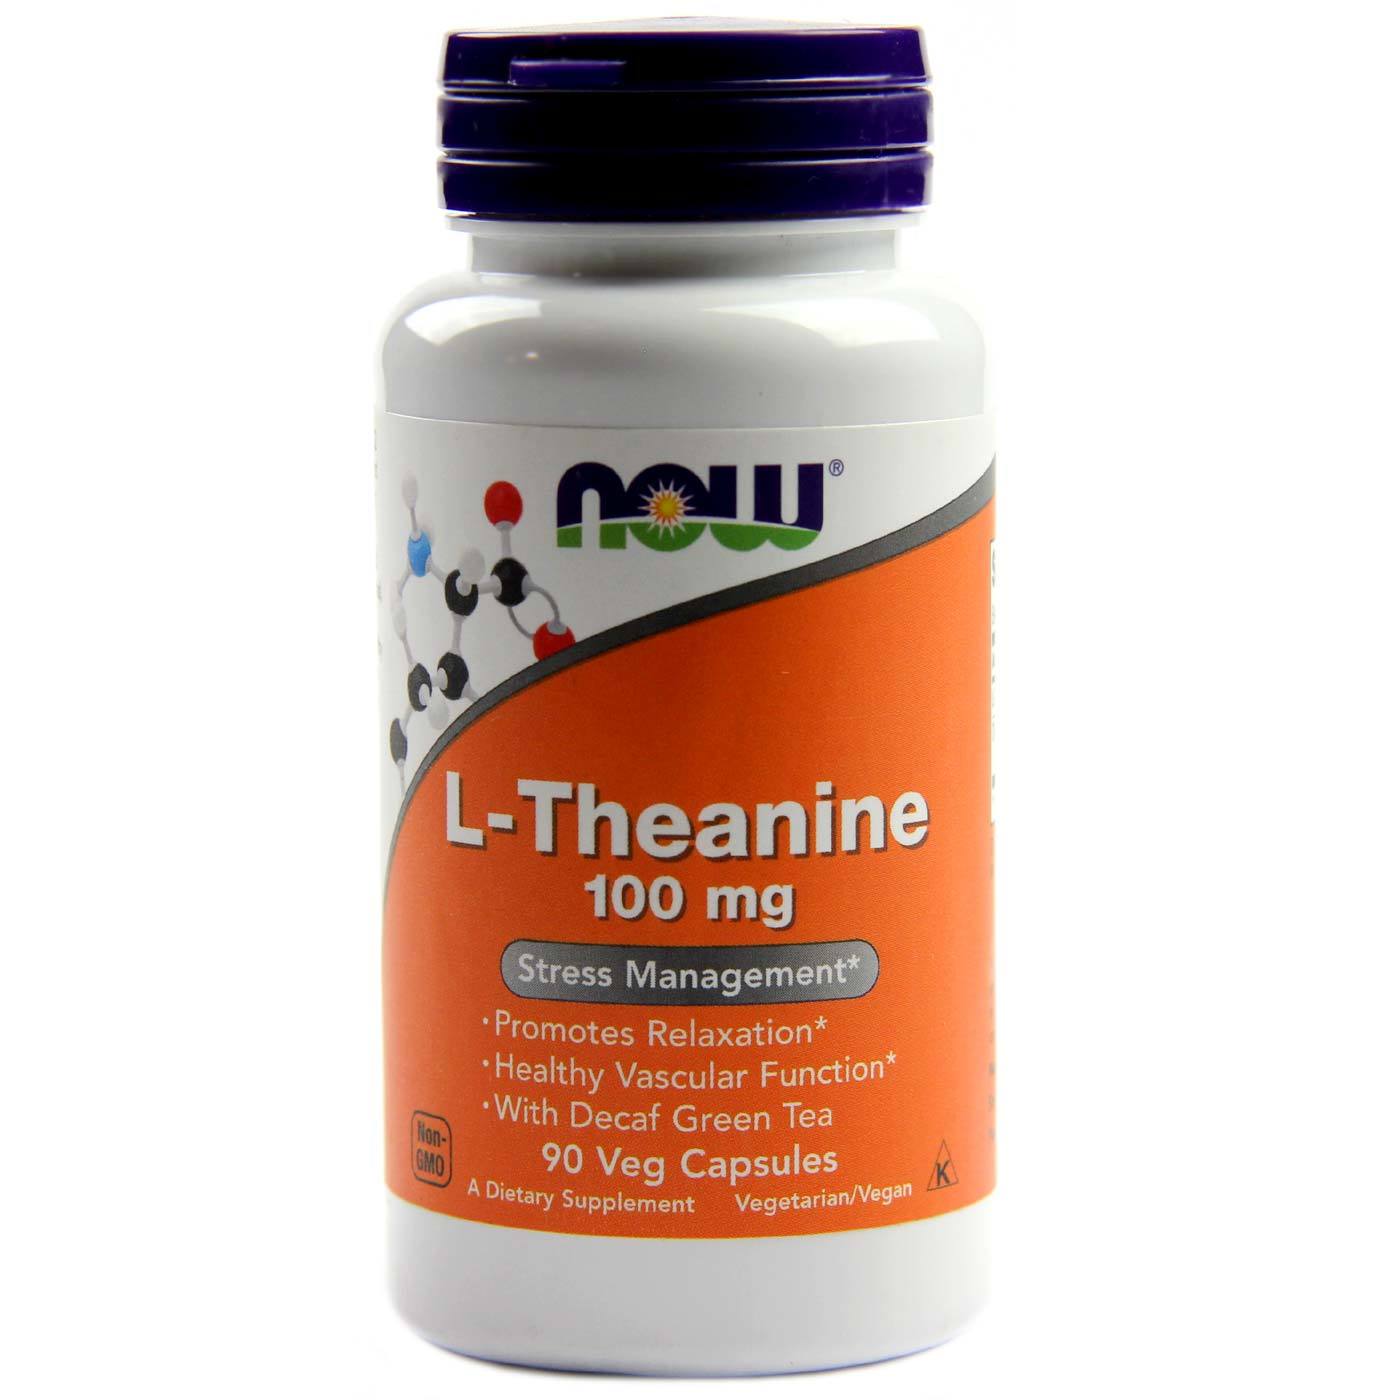 NOW®
L-Theanine
100 mg
Stress Management*
•Promotes Relaxation*
•Healthy Vascular Function*
•With Decaf Green Tea
90 Veg Capsules
Non-
GMO
K
A Dietary Supplement Vegetarian/Vegan